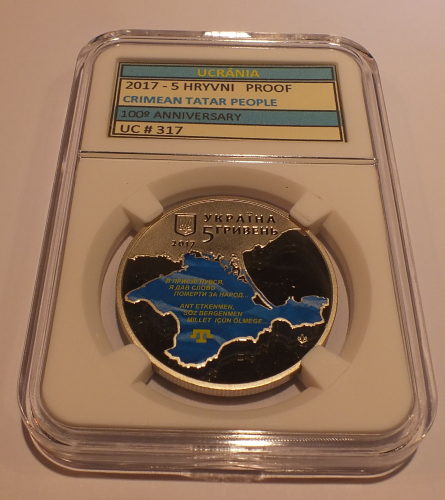 UCRÂNIA
2017 - 5 HRYVNI PROOF
CRIMEAN TATAR PEOPLE
100º ANNIVERSARY
UC # 317
УКРАЇНА
5 ГРИВЕНЬ
2017
Я ПРИСЯГНУВСЯ,
Я ДАВ СЛОВО
ПОМЕРТИ ЗА НАРОД...
ANT ETKENMEN,
SÖZ BERGENMEN
MILLET IÇÜN ÖLMEGE...